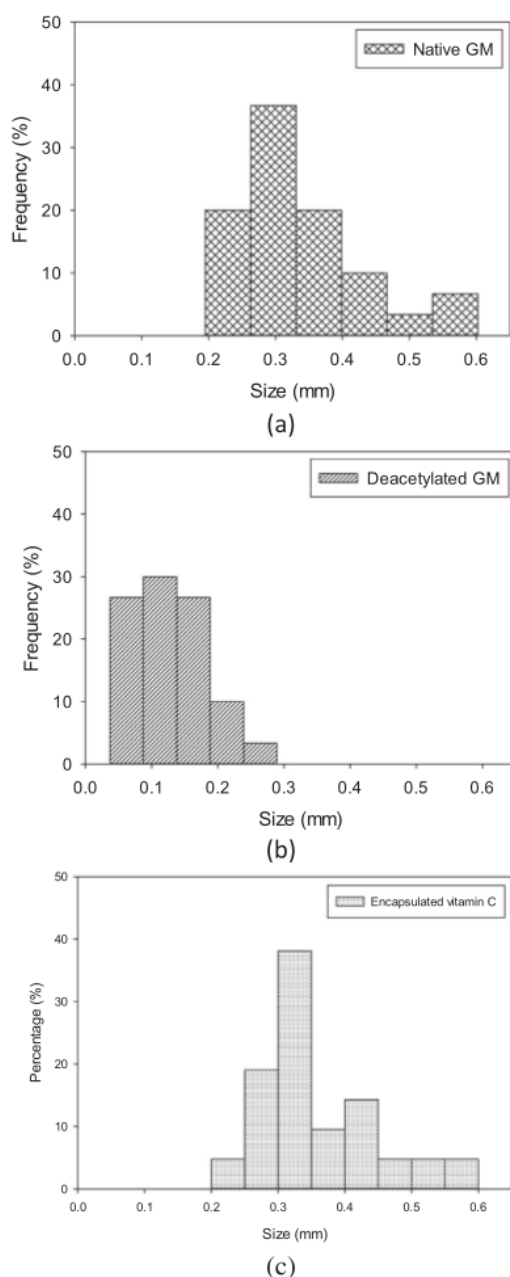 50
Native GM
40
Frequency (%)
30
20
10
0
0.0 0.1 0.2 0.3 0.4 0.5 0.6
Size (mm)
(a)
50
Deacetylated GM
40
Frequency (%)
30
20
10
0
0.0 0.1 0.2 0.3 0.4 0.5 0.6
Size (mm)
(b)
50
Encapsulated vitamin C
40
Percentage (%)
30
20
10
0
0.0 0.1 0.2 0.3 0.4 0.5 0.6
Size (mm)
(c)